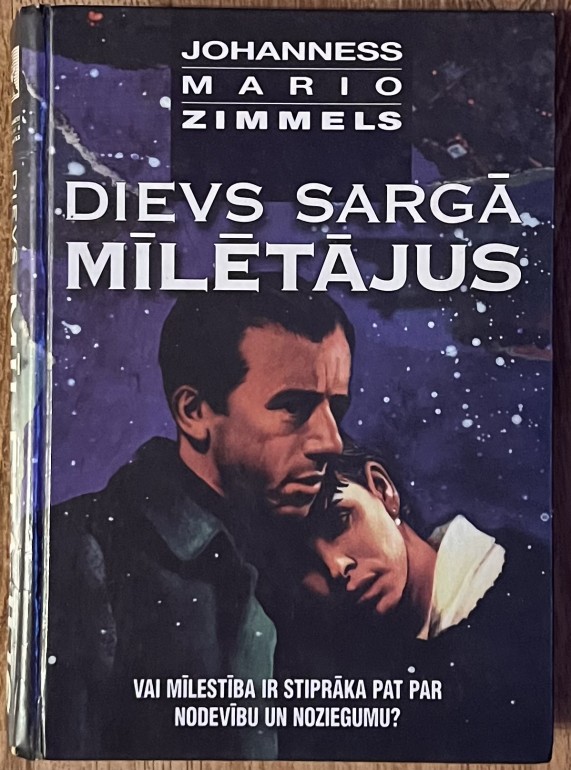 JOHANNESS
MARIO
ZIMMELS
DIEVS SARGĀ
MĪLĒTĀJUS
VAI MĪLESTĪBA IR STIPRĀKA PAT PAR
NODEVĪBU UN NOZIEGUMU?